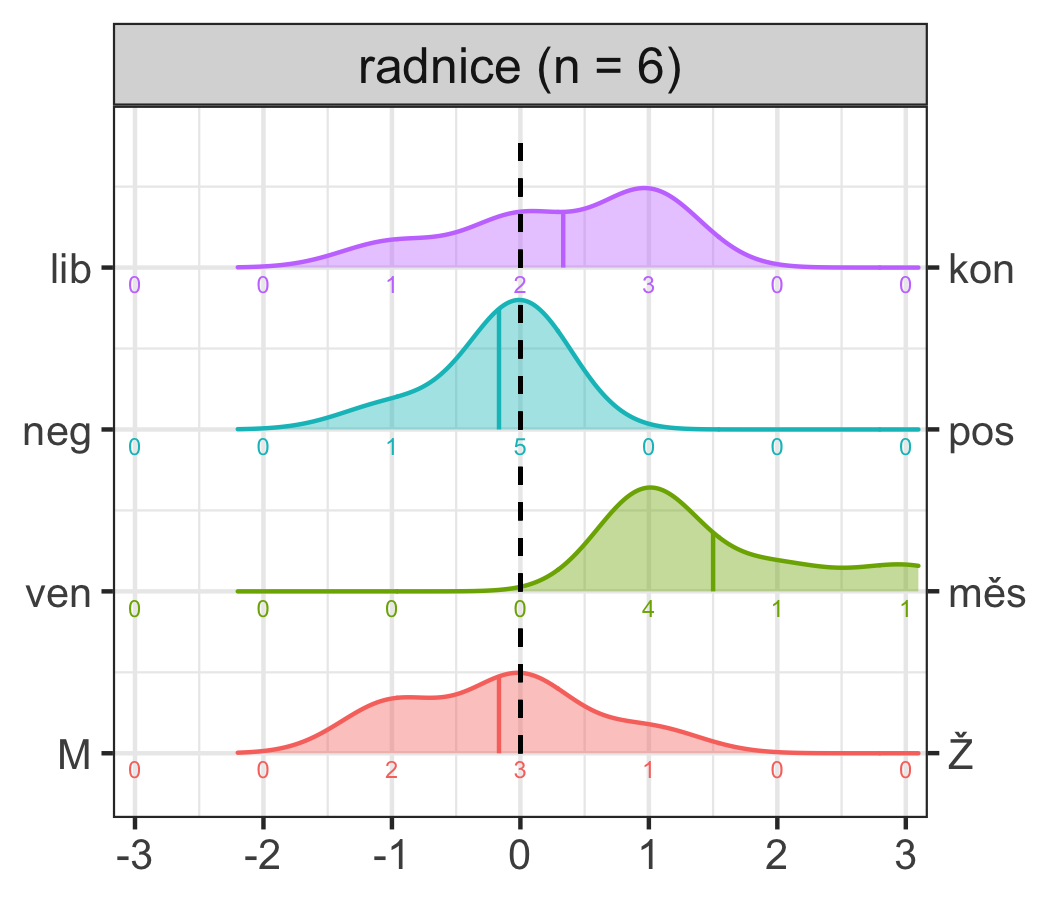 radnice (n = 6)
lib kon
0 0 1 2 3 0 0
neg pos
0 0 1 5 0 0 0
ven měs
0 0 0 0 4 1 1
M Ž
0 0 2 3 1 0 0
-3 -2 -1 0 1 2 3